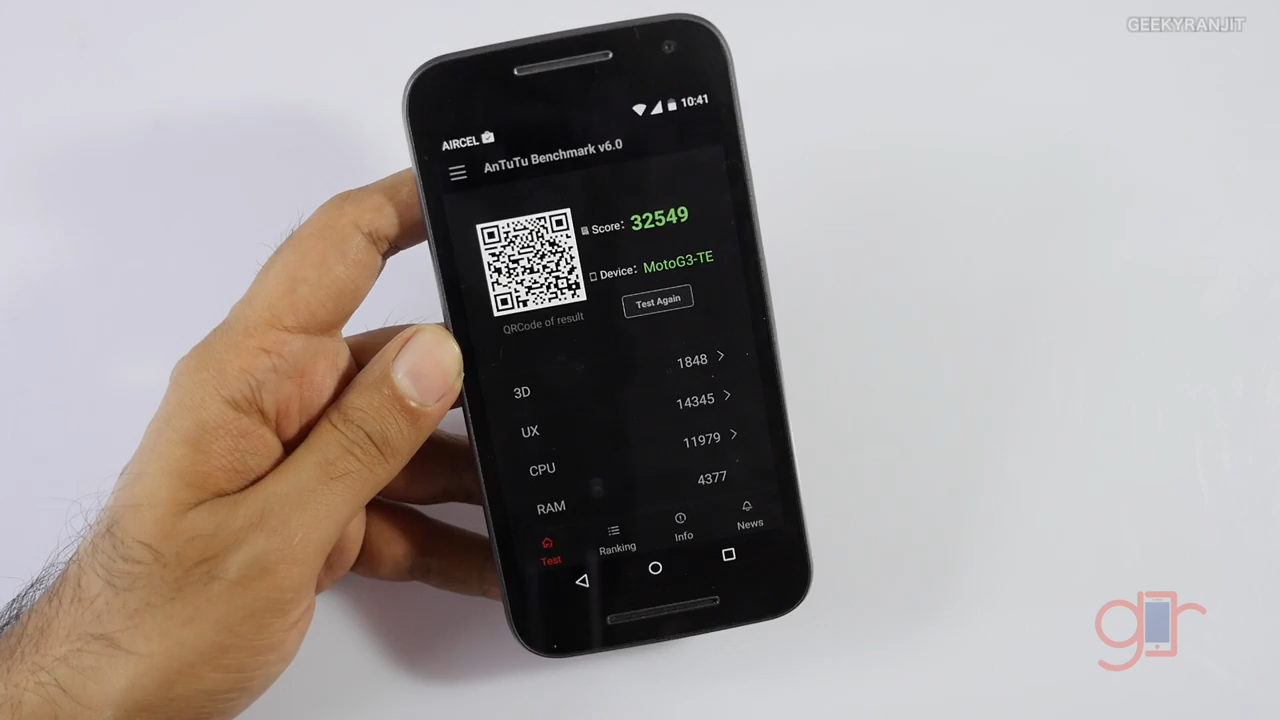 GEEKYRANJIT
10:41
AIRCEL
AnTuTu Benchmark v6.0
Score: 32549
Device: MotoG3-TE
Test Again
QRCode of result
3D 1848
UX 14345
CPU 11979
RAM 4377
Test Ranking Info News
gr